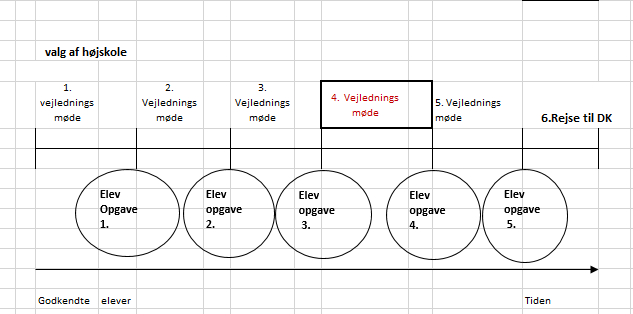 valg af højskole
1.
vejlednings
møde
2.
Vejlednings
møde
3.
Vejlednings
møde
4. Vejlednings
møde
5. Vejlednings
møde
6.Rejse til DK
Elev
Opgave
1.
Elev
opgave
2.
Elev
opgave
3.
Elev
opgave
4.
Elev
opgave
5.
Godkendte elever
Tiden